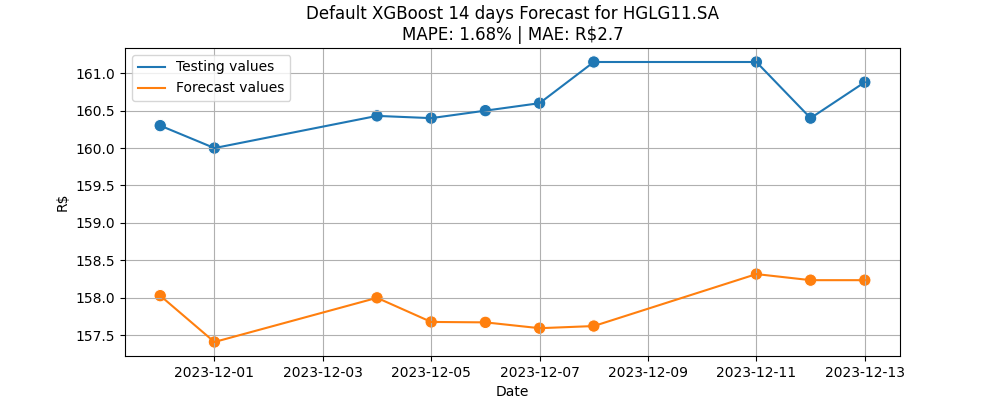 Default XGBoost 14 days Forecast for HGLG11.SA
MAPE: 1.68% | MAE: R$2.7
Testing values
Forecast values
161.0
160.5
160.0
159.5
159.0
158.5
158.0
157.5
R$
2023-12-01
2023-12-03
2023-12-05
2023-12-07
2023-12-09
2023-12-11
2023-12-13
Date